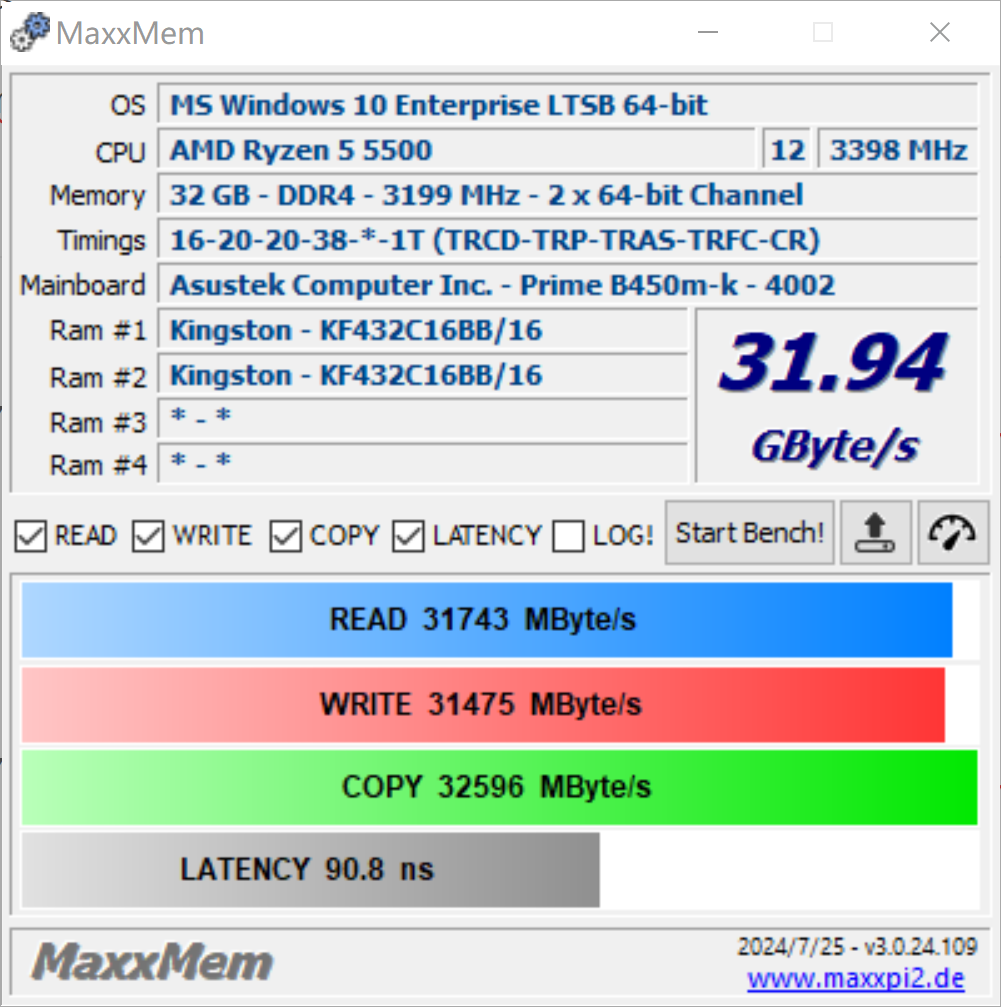 MaxxMem
OS MS Windows 10 Enterprise LTSB 64-bit
CPU AMD Ryzen 5 5500 12 3398 MHz
Memory 32 GB - DDR4 - 3199 MHz - 2 x 64-bit Channel
Timings 16-20-20-38-*-1T (TRCD-TRP-TRAS-TRFC-CR)
Mainboard Asustek Computer Inc. - Prime B450m-k - 4002
Ram #1 Kingston - KF432C16BB/16
Ram #2 Kingston - KF432C16BB/16
Ram #3 * - *
Ram #4 * - *
31.94
GByte/s
READ WRITE COPY LATENCY LOG! Start Bench!
READ 31743 MByte/s
WRITE 31475 MByte/s
COPY 32596 MByte/s
LATENCY 90.8 ns
MaxxMem
2024/7/25 - v3.0.24.109
www.maxxpi2.de